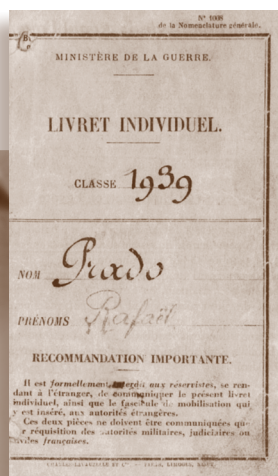 Nº 1008
de la Nomenclature générale.
MINISTÈRE DE LA GUERRE.
LIVRET INDIVIDUEL.
CLASSE 1939
NOM Prado
PRÉNOMS Rafaël
RECOMMANDATION IMPORTANTE.
Il est formellement aux réservistes, se ren-
dant à l'étranger, de communiquer le présent livret
individuel, ainsi que le fascicule de mobilisation qui
y est inséré, aux autorités étrangères.
Ces deux pièces ne doivent être communiquées que
réquisition des autorités militaires, judiciaires ou
civiles françaises.